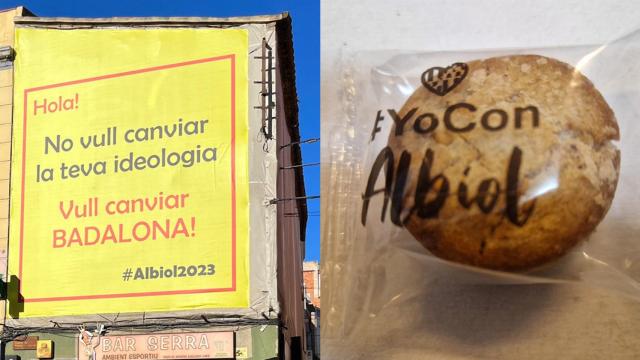 Hola!
No vull canviar
la teva ideologia
Vull canviar
BADALONA!
#Albiol2023
BAR SERRA
AMBIENT ESPORTIU
#YoCon
Albiol